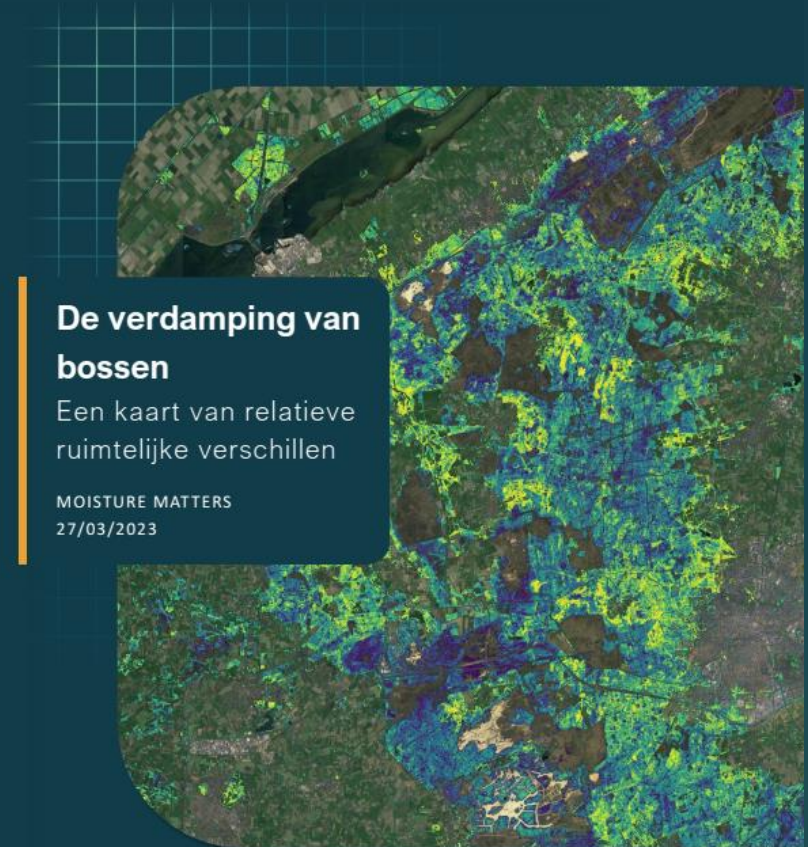 De verdamping van
bossen
Een kaart van relatieve
ruimtelijke verschillen
MOISTURE MATTERS
27/03/2023